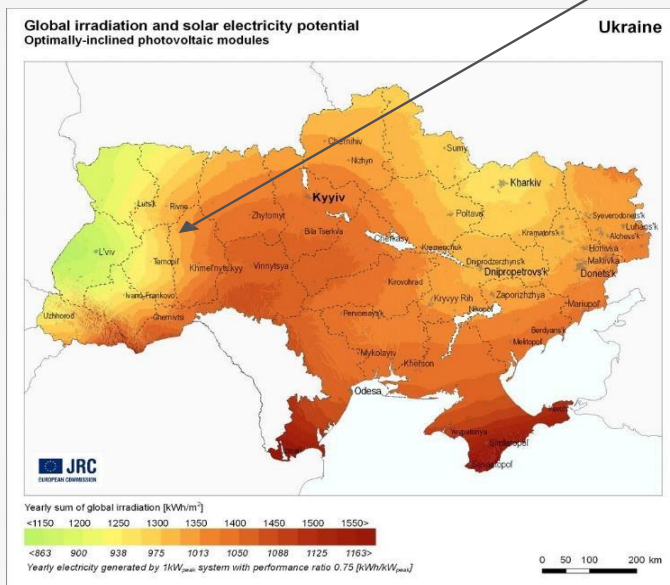 Global irradiation and solar electricity potential
Optimally-inclined photovoltaic modules
Ukraine
Chernihiv
Sumy
Nizhyn
Luts'k
Rivne
Kyyiv
Kharkiv
Zhytomyr
L'viv
Bila Tserkva
Poltava
Cherkasy
Kremenchuk
Kramators'k
Syeverodonets'k
Luhans'k
Alchevs'k
Ternopil'
Khmel'nytskyy
Vinnytsya
Dniprodzerzhyns'k
Dnipropetrovs'k
Horlivka
Makiivka
Donets'k
Ivano-Frankovo
Kirovohrad
Uzhhorod
Chernivtsi
Kryvyy Rih
Zaporizhzhya
Nikopol'
Mariupol'
Pervomays'k
Berdyans'k
Melitopol'
Mykolayiv
Kherson
Odesa
Yevpatoriya
Simferopol'
Sevastopol'
JRC
EUROPEAN COMMISSION
Yearly sum of global irradiation [kWh/m²]
<1150 1200 1250 1300 1350 1400 1450 1500 1550>
<863 900 938 975 1013 1050 1088 1125 1163>
Yearly electricity generated by 1kWpeak system with performance ratio 0.75 [kWh/kWpeak]
0 50 100 200 km